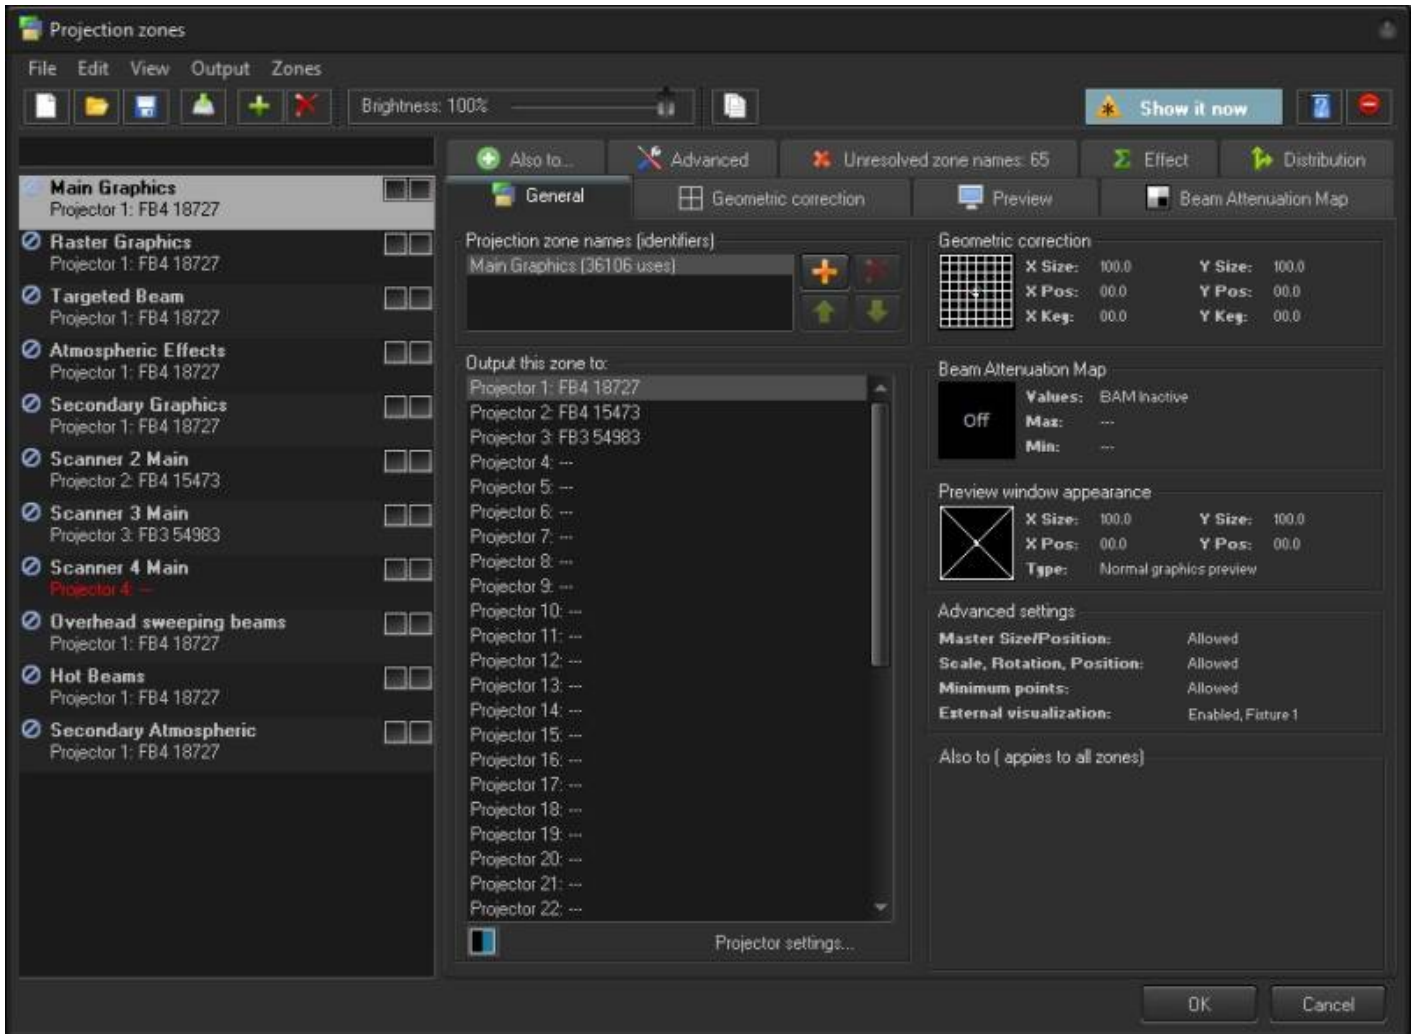 Projection zones
File Edit View Output Zones
Brightness: 100%
Show it now
Also to... Advanced Unresolved zone names: 65 Effect Distribution
General Geometric correction Preview Beam Attenuation Map
Main Graphics
Projector 1: FB4 18727
Raster Graphics
Projector 1: FB4 18727
Targeted Beam
Projector 1: FB4 18727
Atmospheric Effects
Projector 1: FB4 18727
Secondary Graphics
Projector 1: FB4 18727
Scanner 2 Main
Projector 2: FB4 15473
Scanner 3 Main
Projector 3: FB3 54983
Scanner 4 Main
Projector 4: ---
Overhead sweeping beams
Projector 1: FB4 18727
Hot Beams
Projector 1: FB4 18727
Secondary Atmospheric
Projector 1: FB4 18727
Projection zone names (identifiers)
Main Graphics (36106 uses)
Output this zone to:
Projector 1: FB4 18727
Projector 2: FB4 15473
Projector 3: FB3 54983
Projector 4: ---
Projector 5: ---
Projector 6: ---
Projector 7: ---
Projector 8: ---
Projector 9: ---
Projector 10: ---
Projector 11: ---
Projector 12: ---
Projector 13: ---
Projector 14: ---
Projector 15: ---
Projector 16: ---
Projector 17: ---
Projector 18: ---
Projector 19: ---
Projector 20: ---
Projector 21: ---
Projector 22: ---
Projector settings...
Geometric correction
X Size: 100.0 Y Size: 100.0
X Pos: 00.0 Y Pos: 00.0
X Key: 00.0 Y Key: 00.0
Beam Attenuation Map
Off
Values: BAM Inactive
Max: ---
Min: ---
Preview window appearance
X Size: 100.0 Y Size: 100.0
X Pos: 00.0 Y Pos: 00.0
Type: Normal graphics preview
Advanced settings
Master Size/Position: Allowed
Scale, Rotation, Position: Allowed
Minimum points: Allowed
External visualization: Enabled, Fixture 1
Also to ( appies to all zones)
OK Cancel